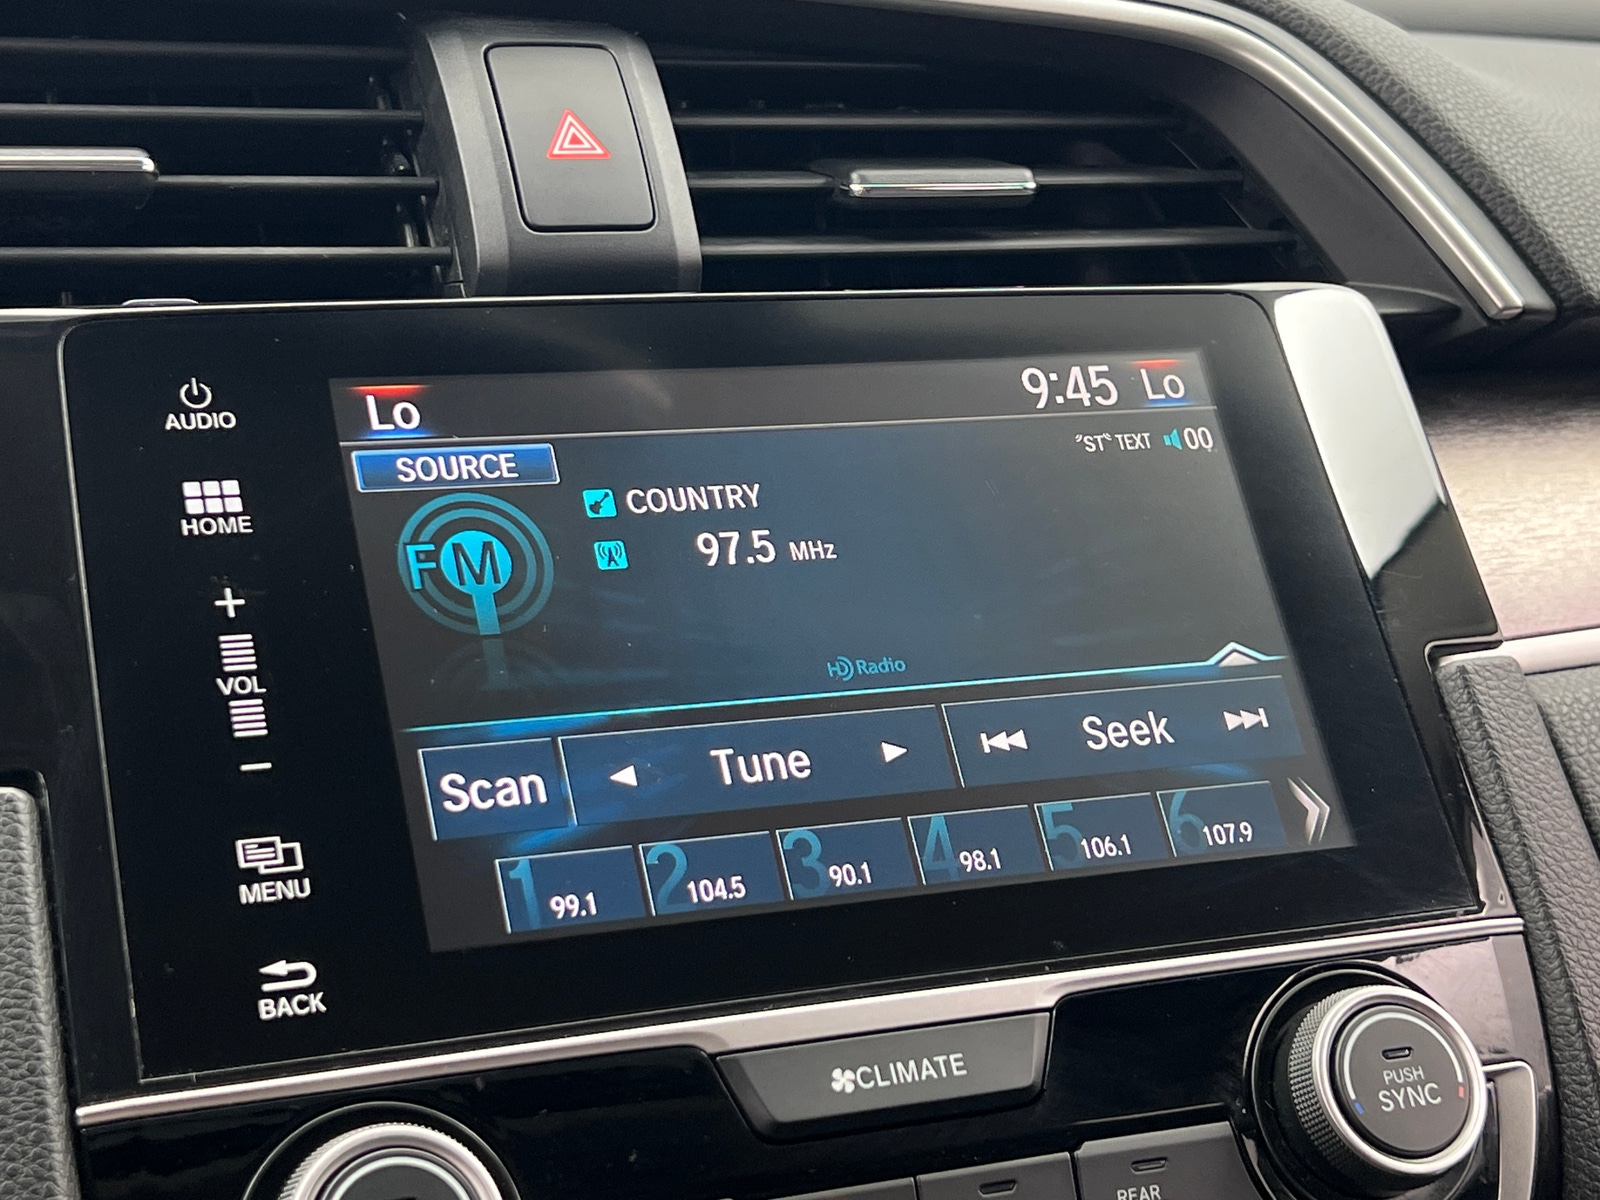 AUDIO
HOME
+
VOL
−
MENU
BACK
Lo
9:45 Lo
"ST" TEXT 00
SOURCE
FM
COUNTRY
97.5 MHz
HD Radio
Scan
Tune
Seek
1 99.1
2 104.5
3 90.1
4 98.1
5 106.1
6 107.9
CLIMATE
PUSH
SYNC
REAR